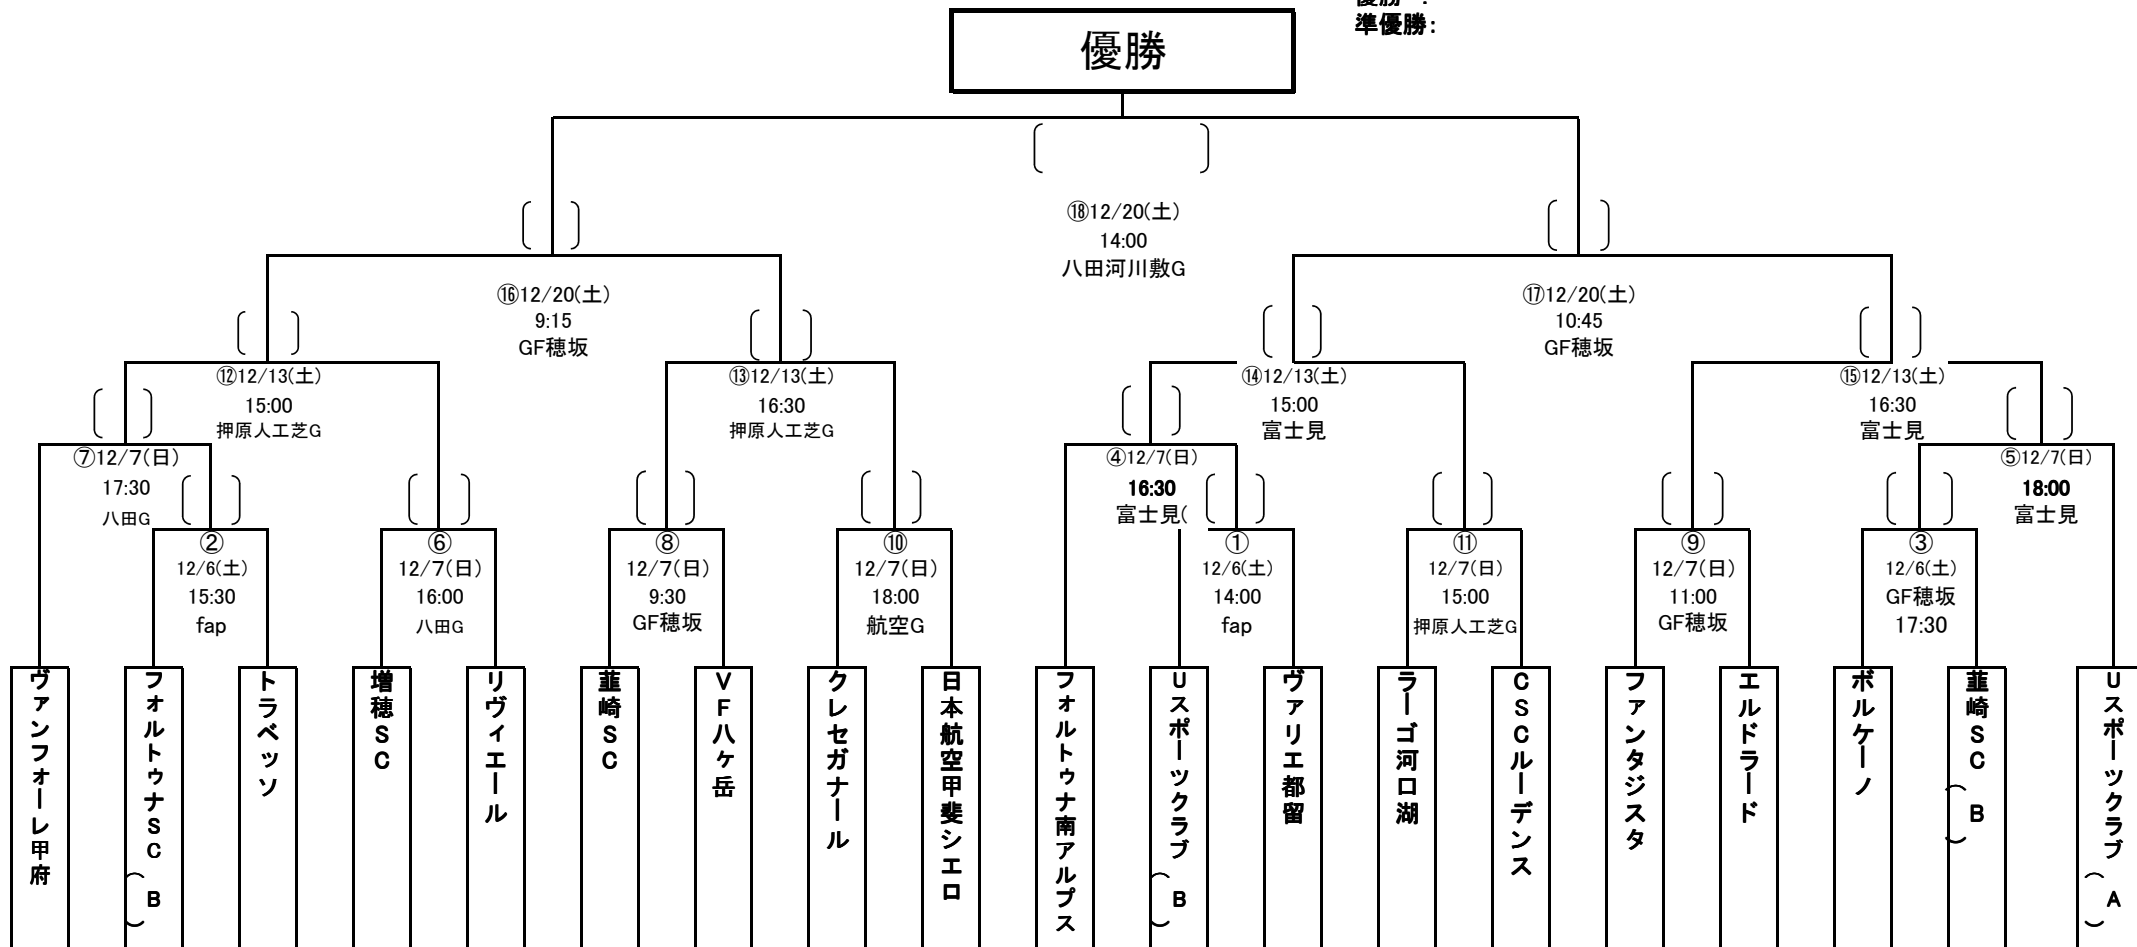 優勝　:
準優勝:
優勝
⑱12/20(土)
14:00
八田河川敷G
⑯12/20(土)
9:15
GF穂坂
⑰12/20(土)
10:45
GF穂坂
⑫12/13(土)
15:00
押原人工芝G
⑬12/13(土)
16:30
押原人工芝G
⑭12/13(土)
15:00
富士見
⑮12/13(土)
16:30
富士見
⑦12/7(日)
17:30
八田G
④12/7(日)
16:30
富士見(
⑤12/7(日)
18:00
富士見
②
12/6(土)
15:30
fap
⑥
12/7(日)
16:00
八田G
⑧
12/7(日)
9:30
GF穂坂
⑩
12/7(日)
18:00
航空G
①
12/6(土)
14:00
fap
⑪
12/7(日)
15:00
押原人工芝G
⑨
12/7(日)
11:00
GF穂坂
③
12/6(土)
GF穂坂
17:30
ヴァンフォーレ甲府
フォルトゥナSC(B)
トラベッソ
増穂SC
リヴィエール
韮崎SC
VF八ヶ岳
クレセガナール
日本航空甲斐シエロ
フォルトゥナ南アルプス
Uスポーツクラブ(B)
ヴァリエ都留
ラーゴ河口湖
CSCルーデンス
ファンタジスタ
エルドラード
ボルケーノ
韮崎SC(B)
Uスポーツクラブ(A)